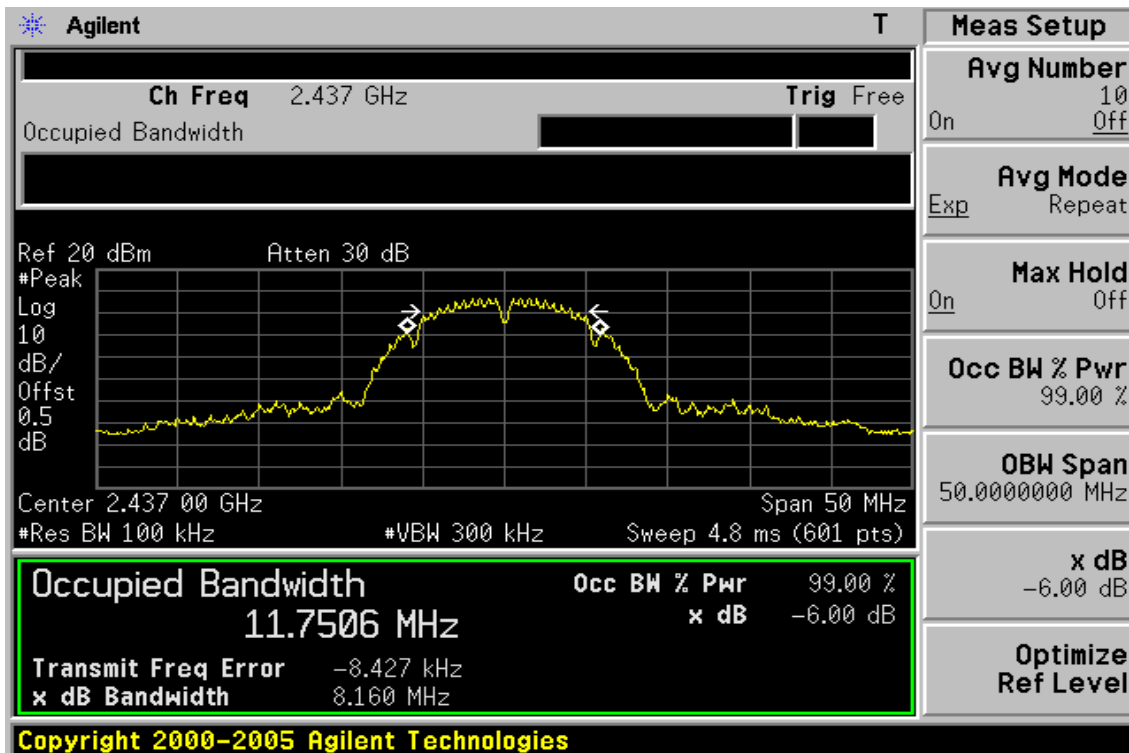 Agilent T
Ch Freq 2.437 GHz Trig Free
Occupied Bandwidth
Ref 20 dBm Atten 30 dB
#Peak
Log
10
dB/
Offst
0.5
dB
Center 2.437 00 GHz Span 50 MHz
#Res BW 100 kHz #VBW 300 kHz Sweep 4.8 ms (601 pts)
Occupied Bandwidth Occ BW % Pwr 99.00 %
11.7506 MHz x dB -6.00 dB
Transmit Freq Error -8.427 kHz
x dB Bandwidth 8.160 MHz
Copyright 2000-2005 Agilent Technologies
Meas Setup
Avg Number
10
On Off
Avg Mode
Exp Repeat
Max Hold
On Off
Occ BW % Pwr
99.00 %
OBW Span
50.0000000 MHz
x dB
-6.00 dB
Optimize
Ref Level